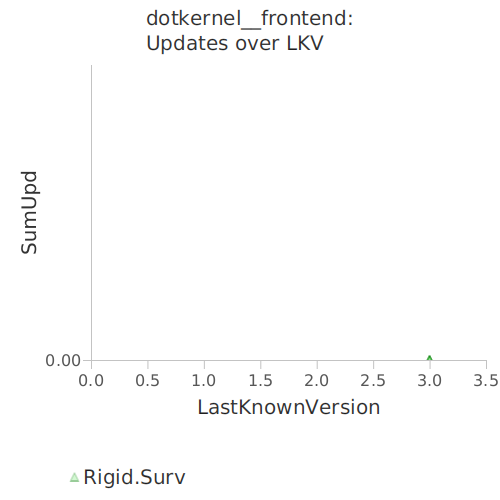 dotkernel__frontend:
Updates over LKV
SumUpd
0.00
0.0 0.5 1.0 1.5 2.0 2.5 3.0 3.5
LastKnownVersion
Rigid.Surv